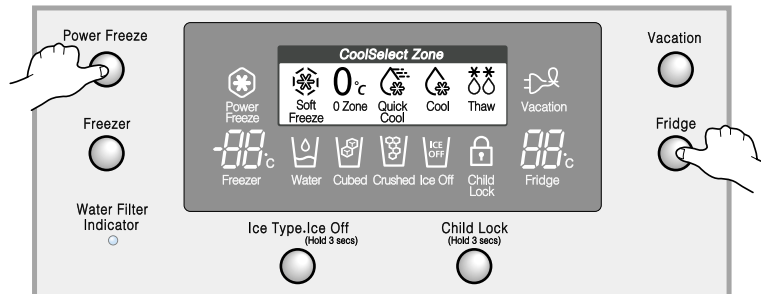 Power Freeze
Vacation
CoolSelect Zone
0°c
Power
Freeze
Soft
Freeze
0 Zone
Quick
Cool
Cool
Thaw
Vacation
Freezer
Fridge
-88°c
ICE
OFF
88°c
Freezer
Water
Cubed
Crushed
Ice Off
Child
Lock
Fridge
Water Filter
Indicator
Ice Type.Ice Off
(Hold 3 secs)
Child Lock
(Hold 3 secs)